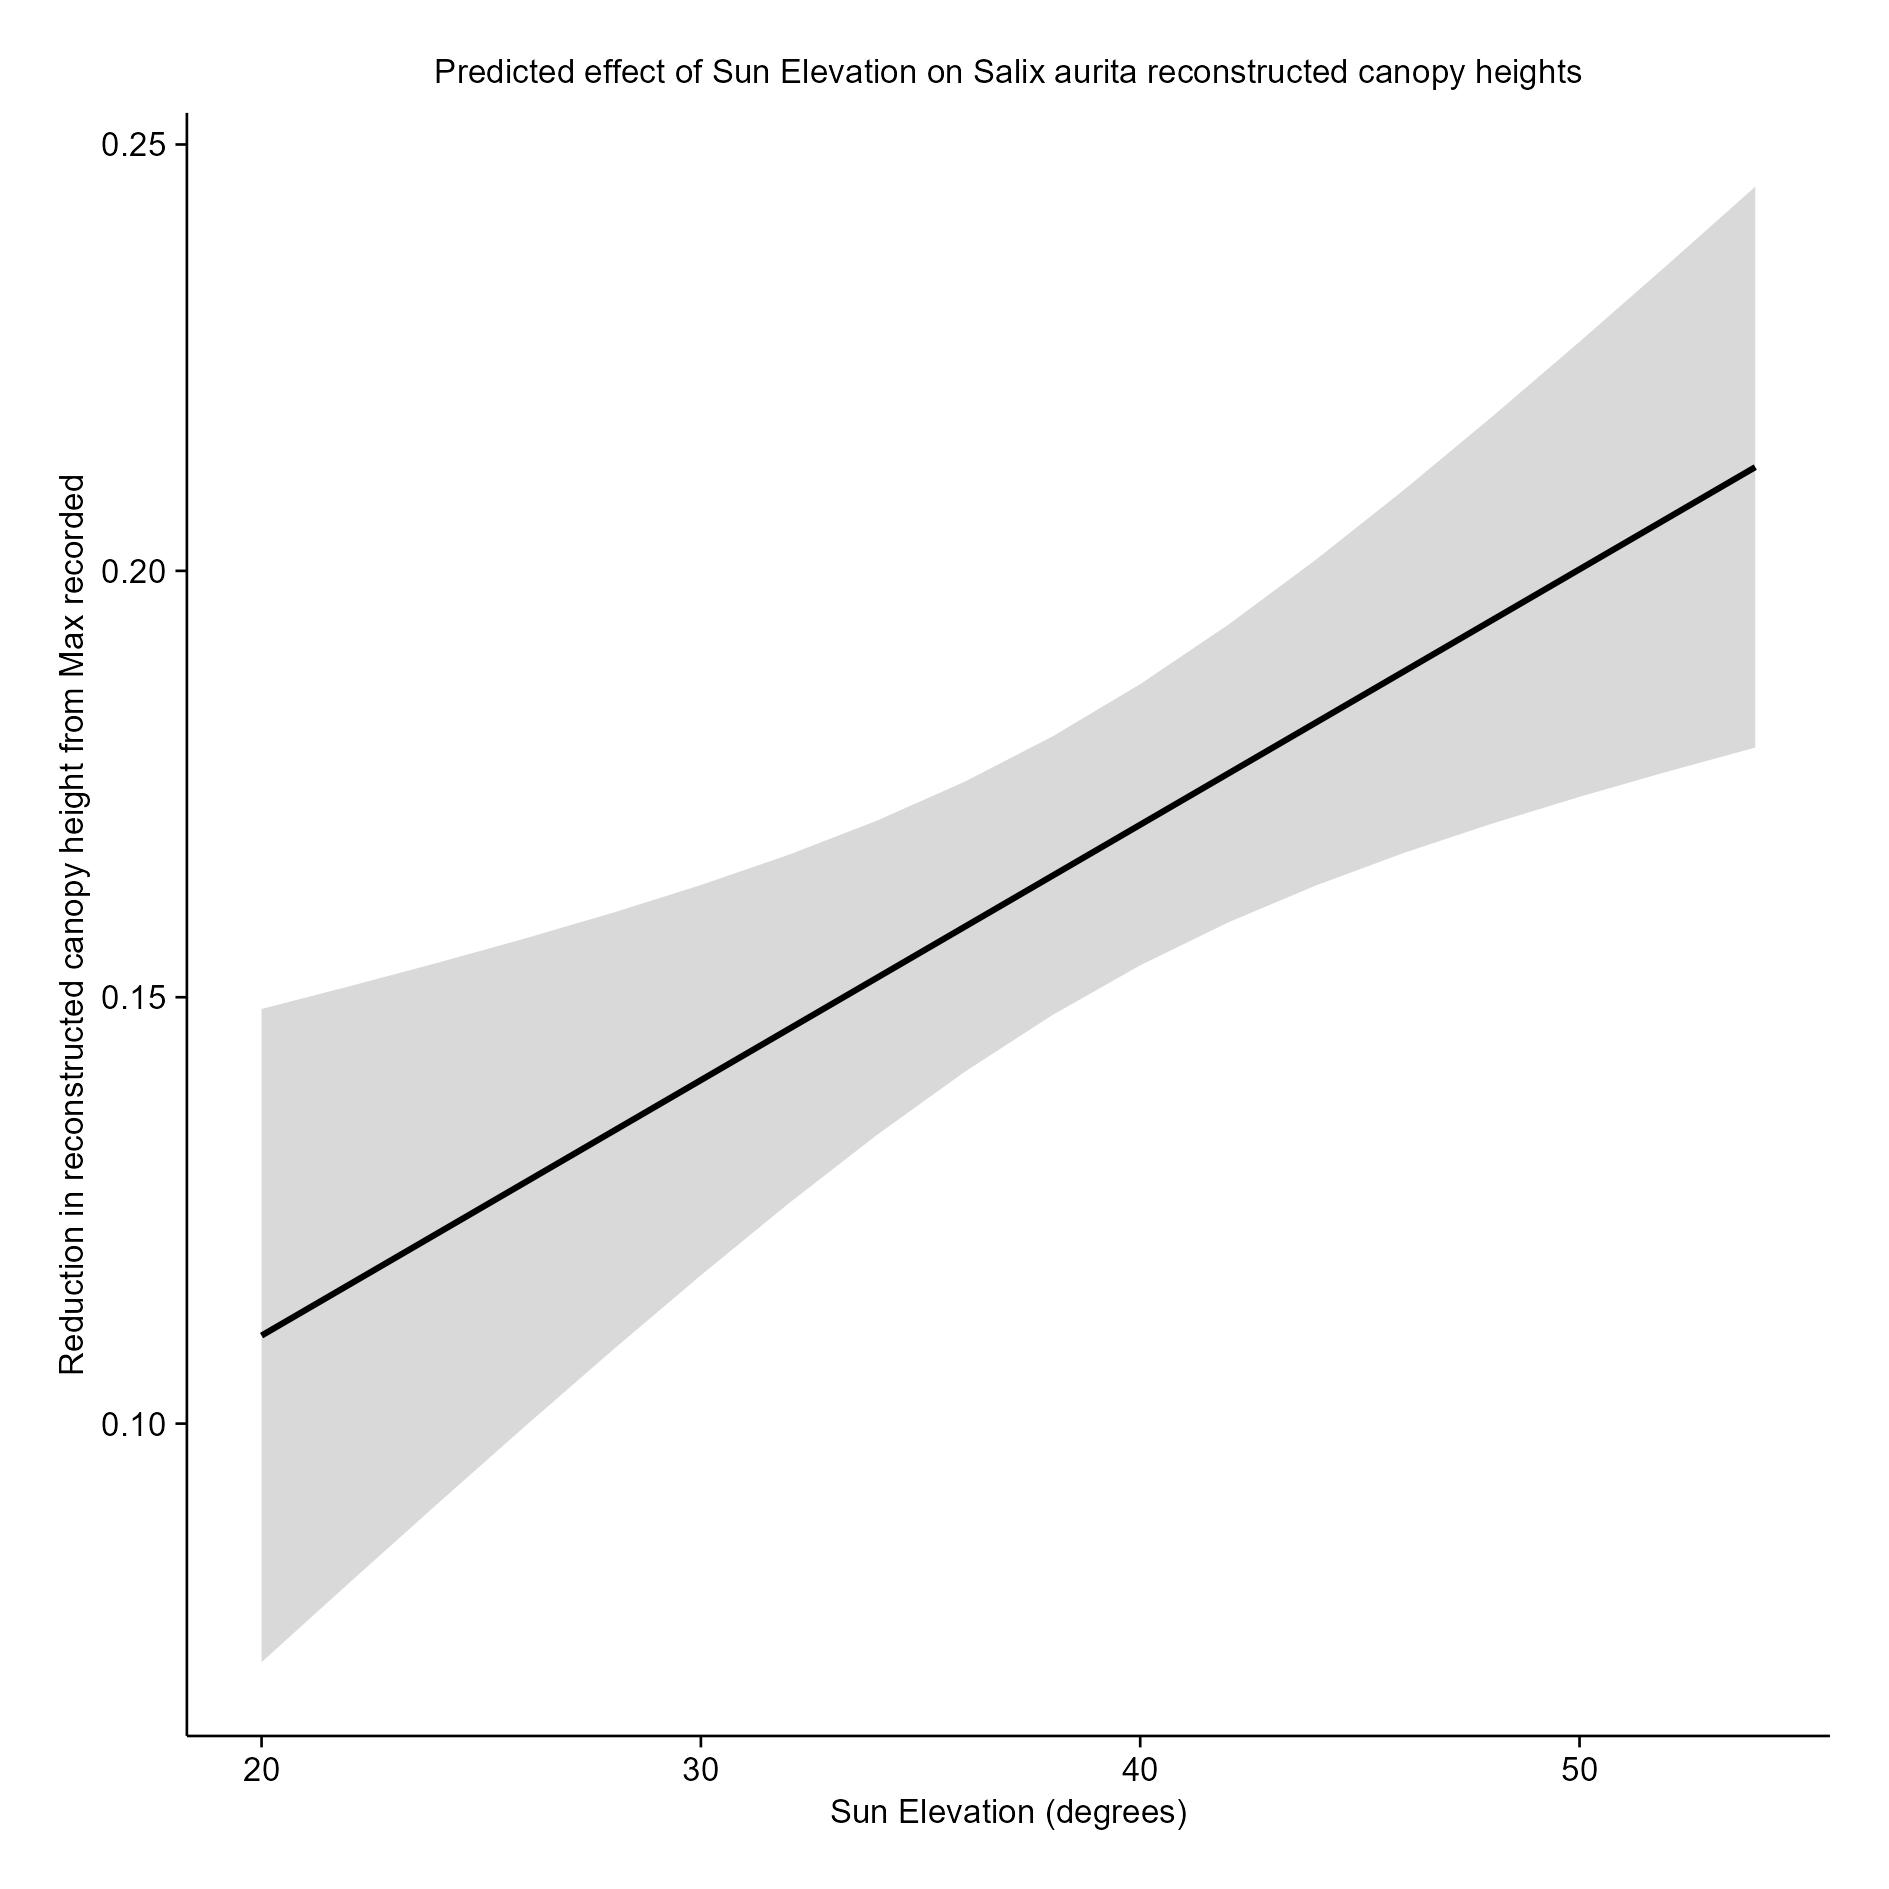 Predicted effect of Sun Elevation on Salix aurita reconstructed canopy heights
Reduction in reconstructed canopy height from Max recorded
0.25
0.20
0.15
0.10
20 30 40 50
Sun Elevation (degrees)